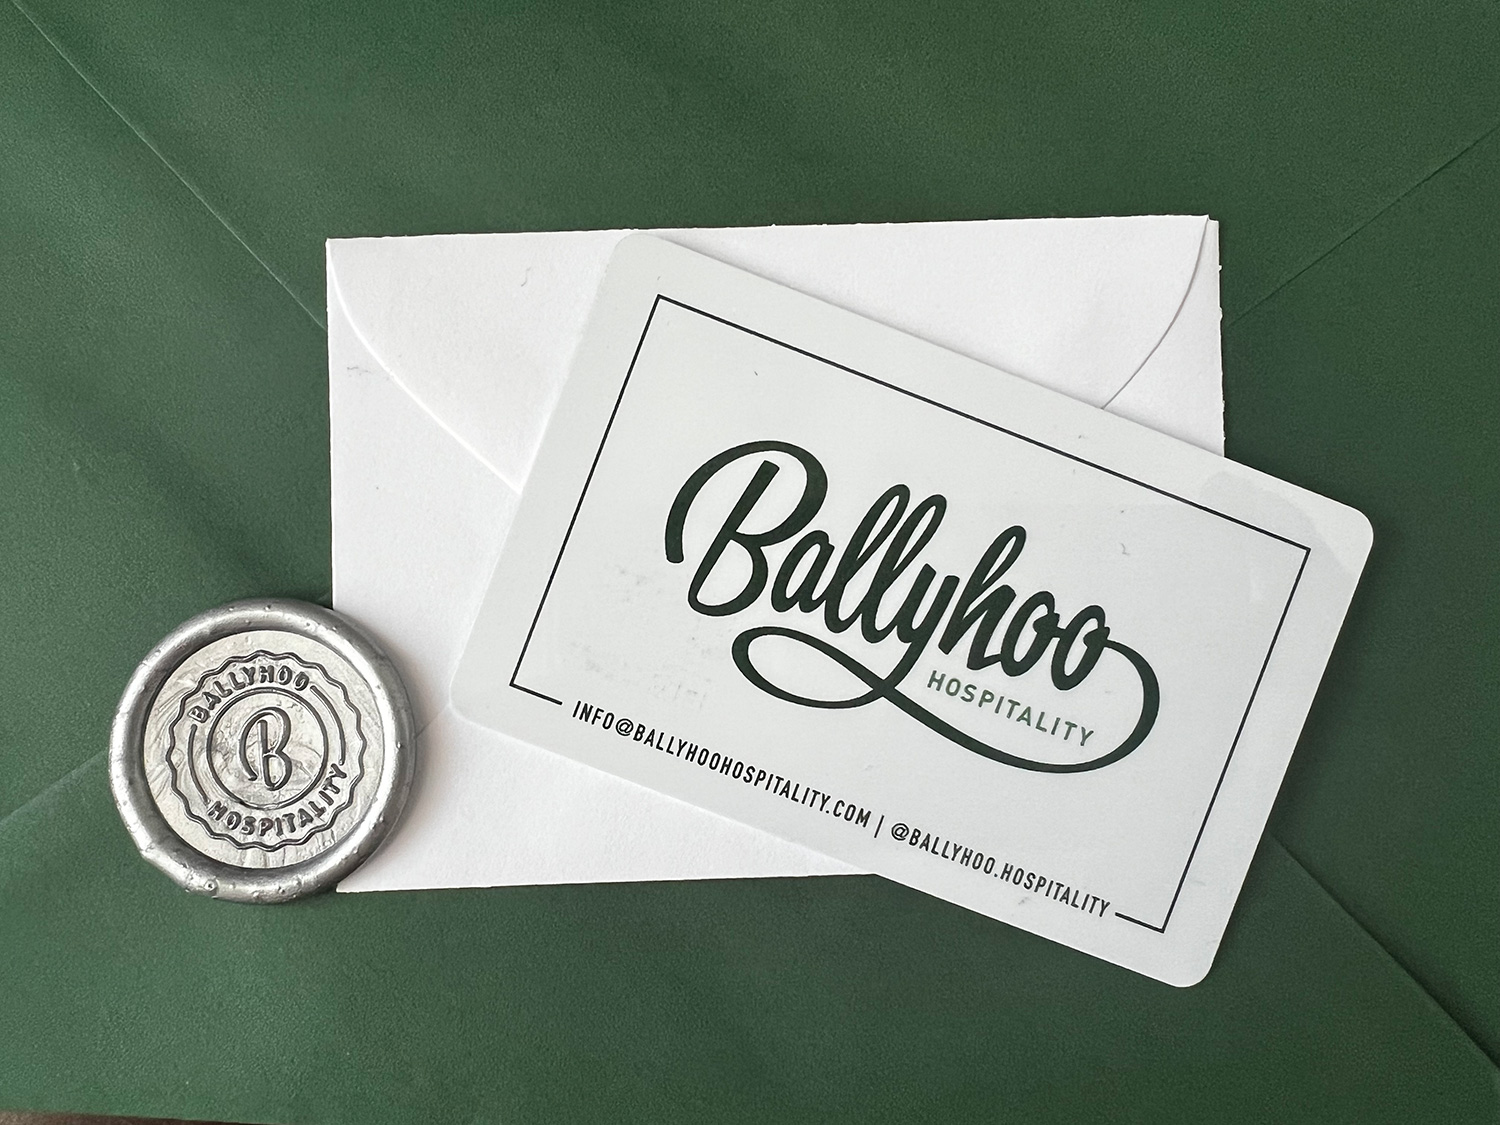 Ballyhoo
HOSPITALITY
INFO@BALLYHOOHOSPITALITY.COM | @BALLYHOO.HOSPITALITY
BALLYHOO
B
HOSPITALITY